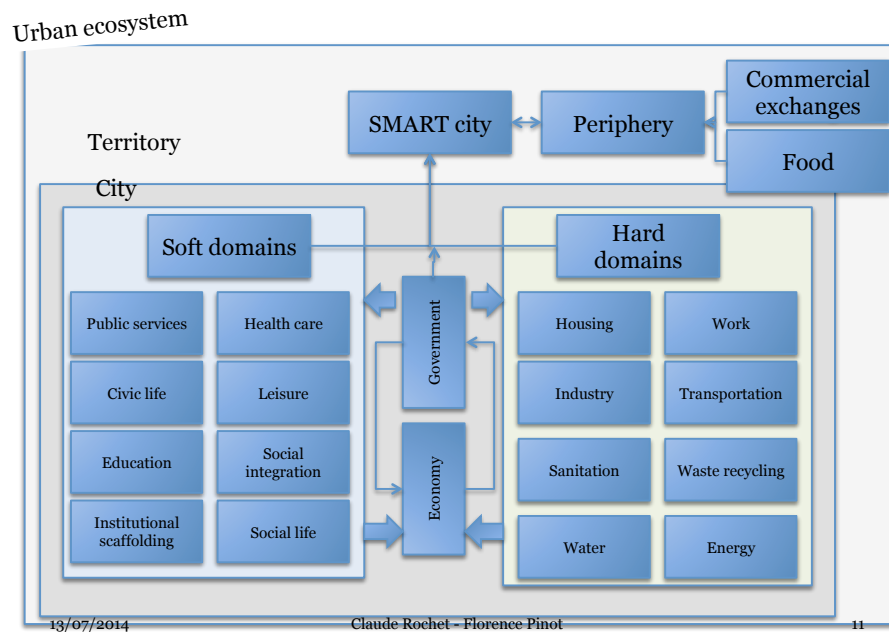 Urban ecosystem
Commercial
exchanges
SMART city
Periphery
Food
Territory
City
Soft domains
Hard
domains
Public services
Health care
Government
Housing
Work
Civic life
Leisure
Industry
Transportation
Education
Social
integration
Economy
Sanitation
Waste recycling
Institutional
scaffolding
Social life
Water
Energy
13/07/2014
Claude Rochet - Florence Pinot
11